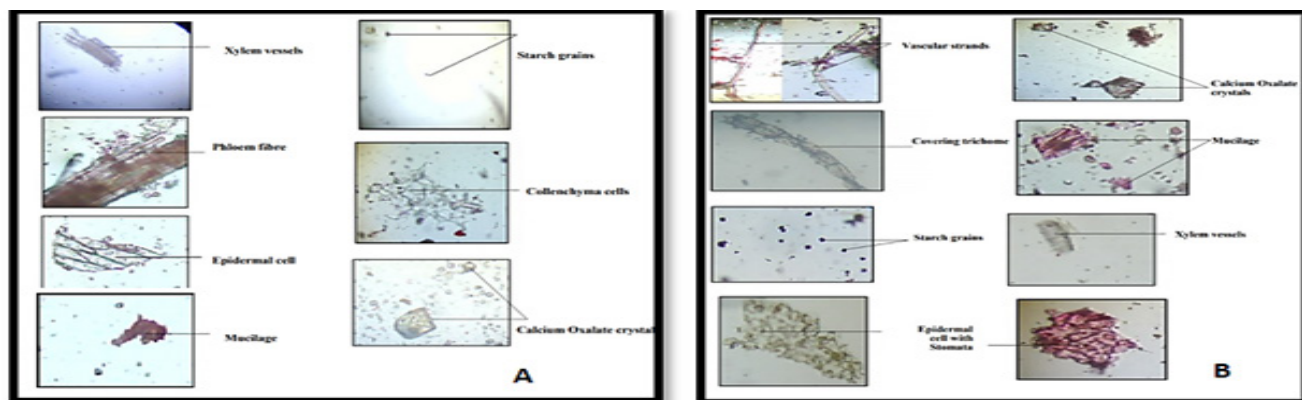 Xylem vessels
Phloem fibre
Epidermal cell
Mucilage
Starch grains
Collenchyma cells
Calcium Oxalate crystal
A
Vascular strands
Covering trichome
Starch grains
Epidermal
cell with
Stomata
Calcium Oxalate
crystals
Mucilage
Xylem vessels
B